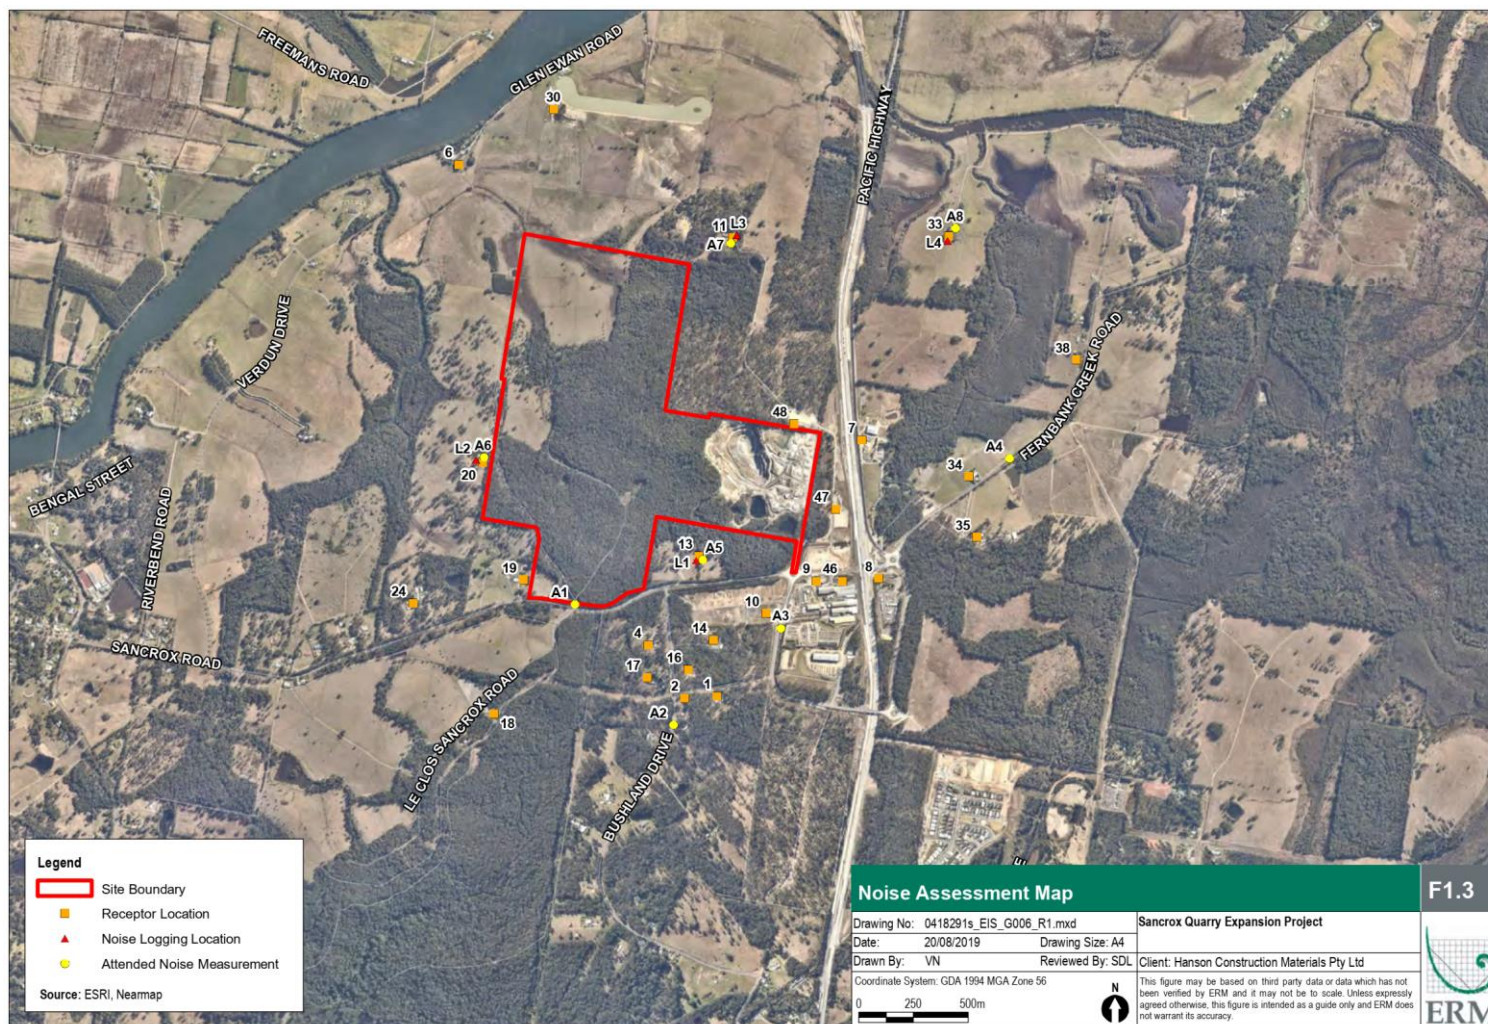 FREEMANS ROAD
GLEN EWAN ROAD
30
6
PACIFIC HIGHWAY
11 L3
A7
A8
33
L4
VERDUN DRIVE
38
FERNBANK CREEK ROAD
48
7
L2 A6
20
A4
34
BENGAL STREET
RIVERBEND ROAD
47
35
13
L1 A5
19
9 46 8
24
A1
10
A3
SANCROX ROAD
4
14
17
16
2 1
LE CLOS SANCROX ROAD
18
A2
BUSHLAND DRIVE
Legend
Site Boundary
Receptor Location
Noise Logging Location
Attended Noise Measurement
Source: ESRI, Nearmap
Noise Assessment Map
F1.3
Drawing No: 0418291s_EIS_G006_R1.mxd
Sancrox Quarry Expansion Project
Date: 20/08/2019 Drawing Size: A4
Drawn By: VN Reviewed By: SDL
Client: Hanson Construction Materials Pty Ltd
Coordinate System: GDA 1994 MGA Zone 56
0 250 500m
N
This figure may be based on third party data or data which has not
been verified by ERM and it may not be to scale. Unless expressly
agreed otherwise, this figure is intended as a guide only and ERM does
not warrant its accuracy.
ERM